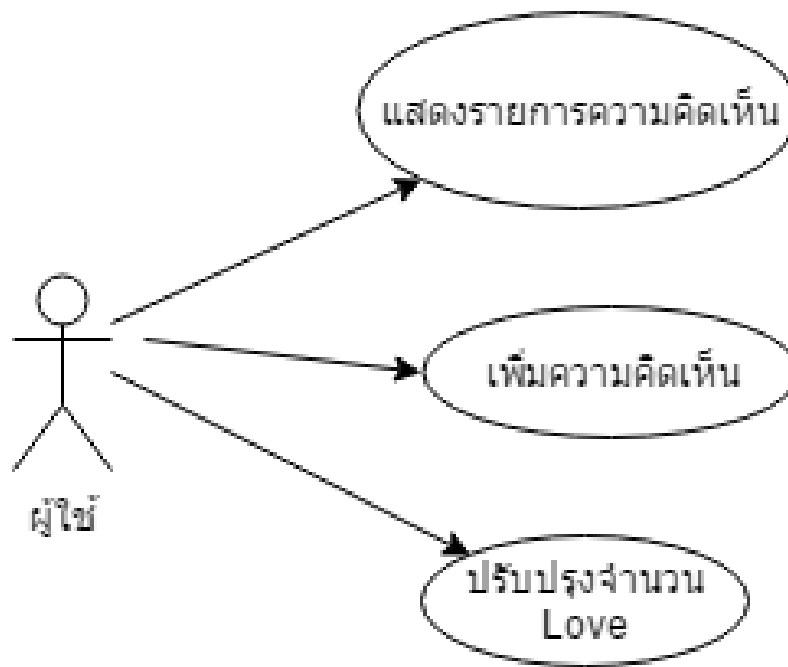 แสดงรายการความคิดเห็น
เพิ่มความคิดเห็น
ผู้ใช้
ปรับปรุงจำนวน
Love